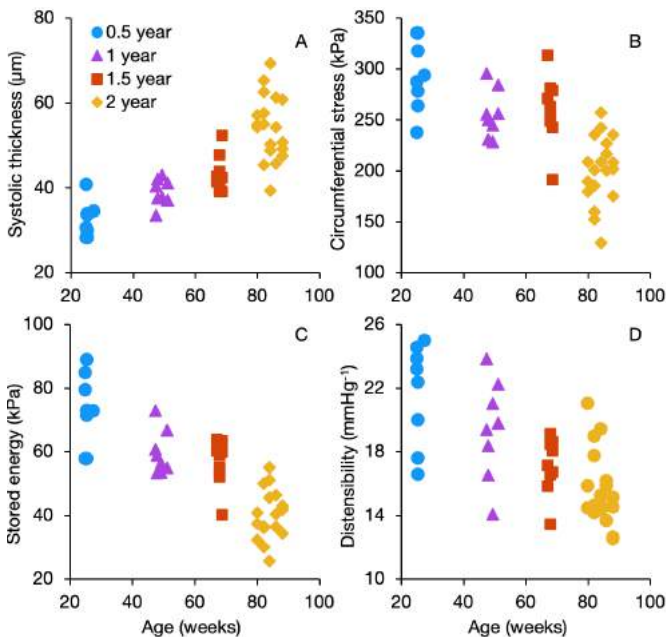 80
60
40
20
20 40 60 80 100
Systolic thickness (µm)
0.5 year
1 year
1.5 year
2 year
A
350
300
250
200
150
100
20 40 60 80 100
Circumferential stress (kPa)
B
100
80
60
40
20
20 40 60 80 100
Stored energy (kPa)
Age (weeks)
C
26
22
18
14
10
20 40 60 80 100
Distensibility (mmHg⁻¹)
Age (weeks)
D